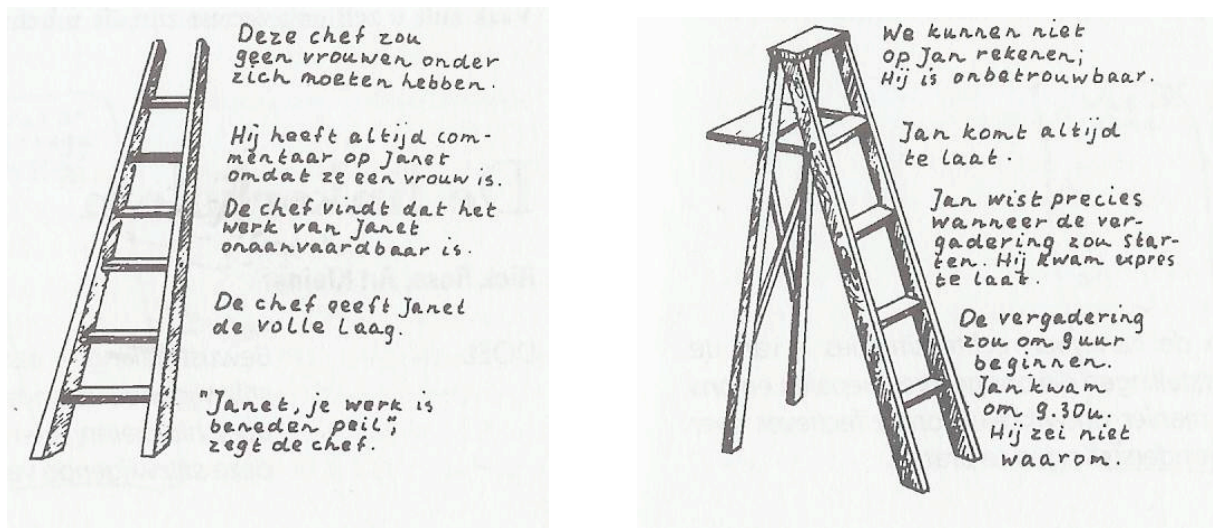 Deze chef zou
geen vrouwen onder
zich moeten hebben.
Hij heeft altijd com-
mentaar op Janet
omdat ze een vrouw is.
De chef vindt dat het
werk van Janet
onaanvaardbaar is.
De chef geeft Janet
de volle laag.
"Janet, je werk is
beneden peil",
zegt de chef.
We kunnen niet
op Jan rekenen;
Hij is onbetrouwbaar.
Jan komt altijd
te laat.
Jan wist precies
wanneer de ver-
gadering zou star-
ten. Hij kwam expres
te laat.
De vergadering
zou om 9 uur
beginnen.
Jan kwam
om 9.30u.
Hij zei niet
waarom.